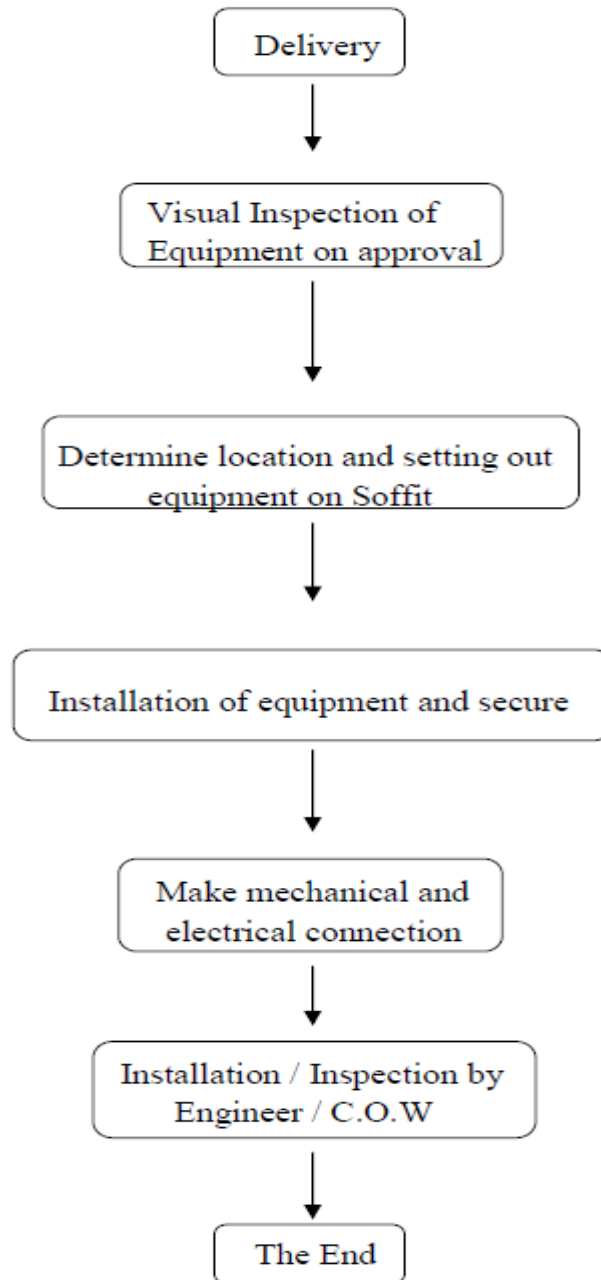 Delivery
Visual Inspection of
Equipment on approval
Determine location and setting out
equipment on Soffit
Installation of equipment and secure
Make mechanical and
electrical connection
Installation / Inspection by
Engineer / C.O.W
The End